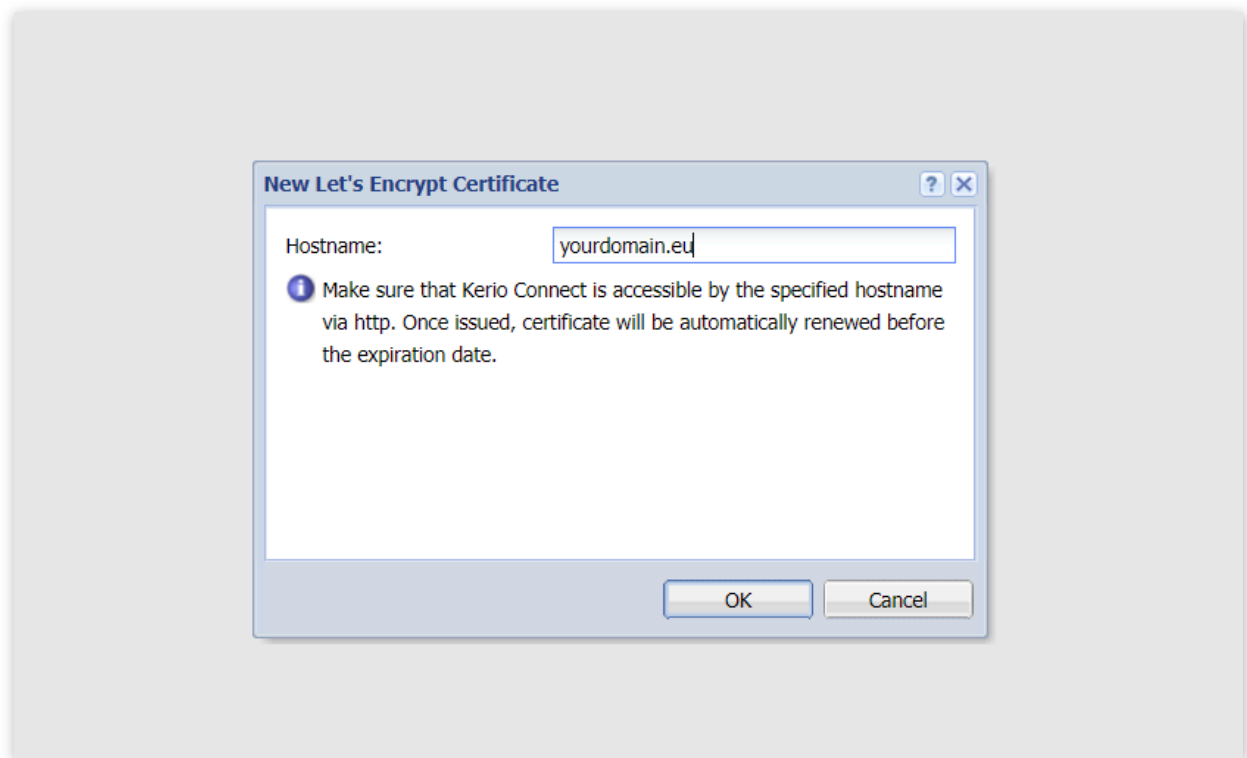 New Let's Encrypt Certificate
Hostname:
yourdomain.eu
Make sure that Kerio Connect is accessible by the specified hostname
via http. Once issued, certificate will be automatically renewed before
the expiration date.
OK
Cancel